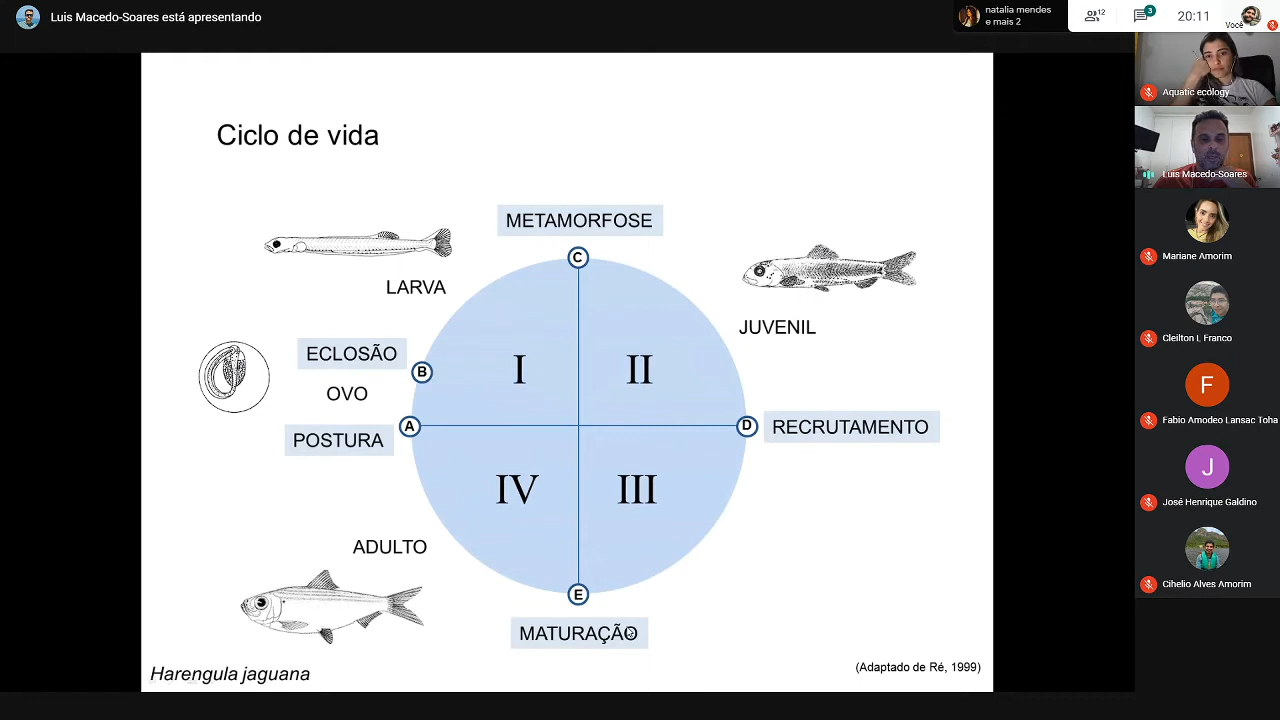 Luis Macedo-Soares está apresentando
natalia mendes
e mais 2
12
3
20:11
Você
Ciclo de vida
METAMORFOSE
C
LARVA
JUVENIL
ECLOSÃO
B
I
II
OVO
POSTURA
A
D
RECRUTAMENTO
IV
III
ADULTO
E
MATURAÇÃO
Harengula jaguana
(Adaptado de Ré, 1999)
Aquatic ecology
Luis Macedo-Soares
Mariane Amorim
Cleilton L Franco
F
Fabio Amodeo Lansac Toha
J
José Henrique Galdino
Cihelio Alves Amorim